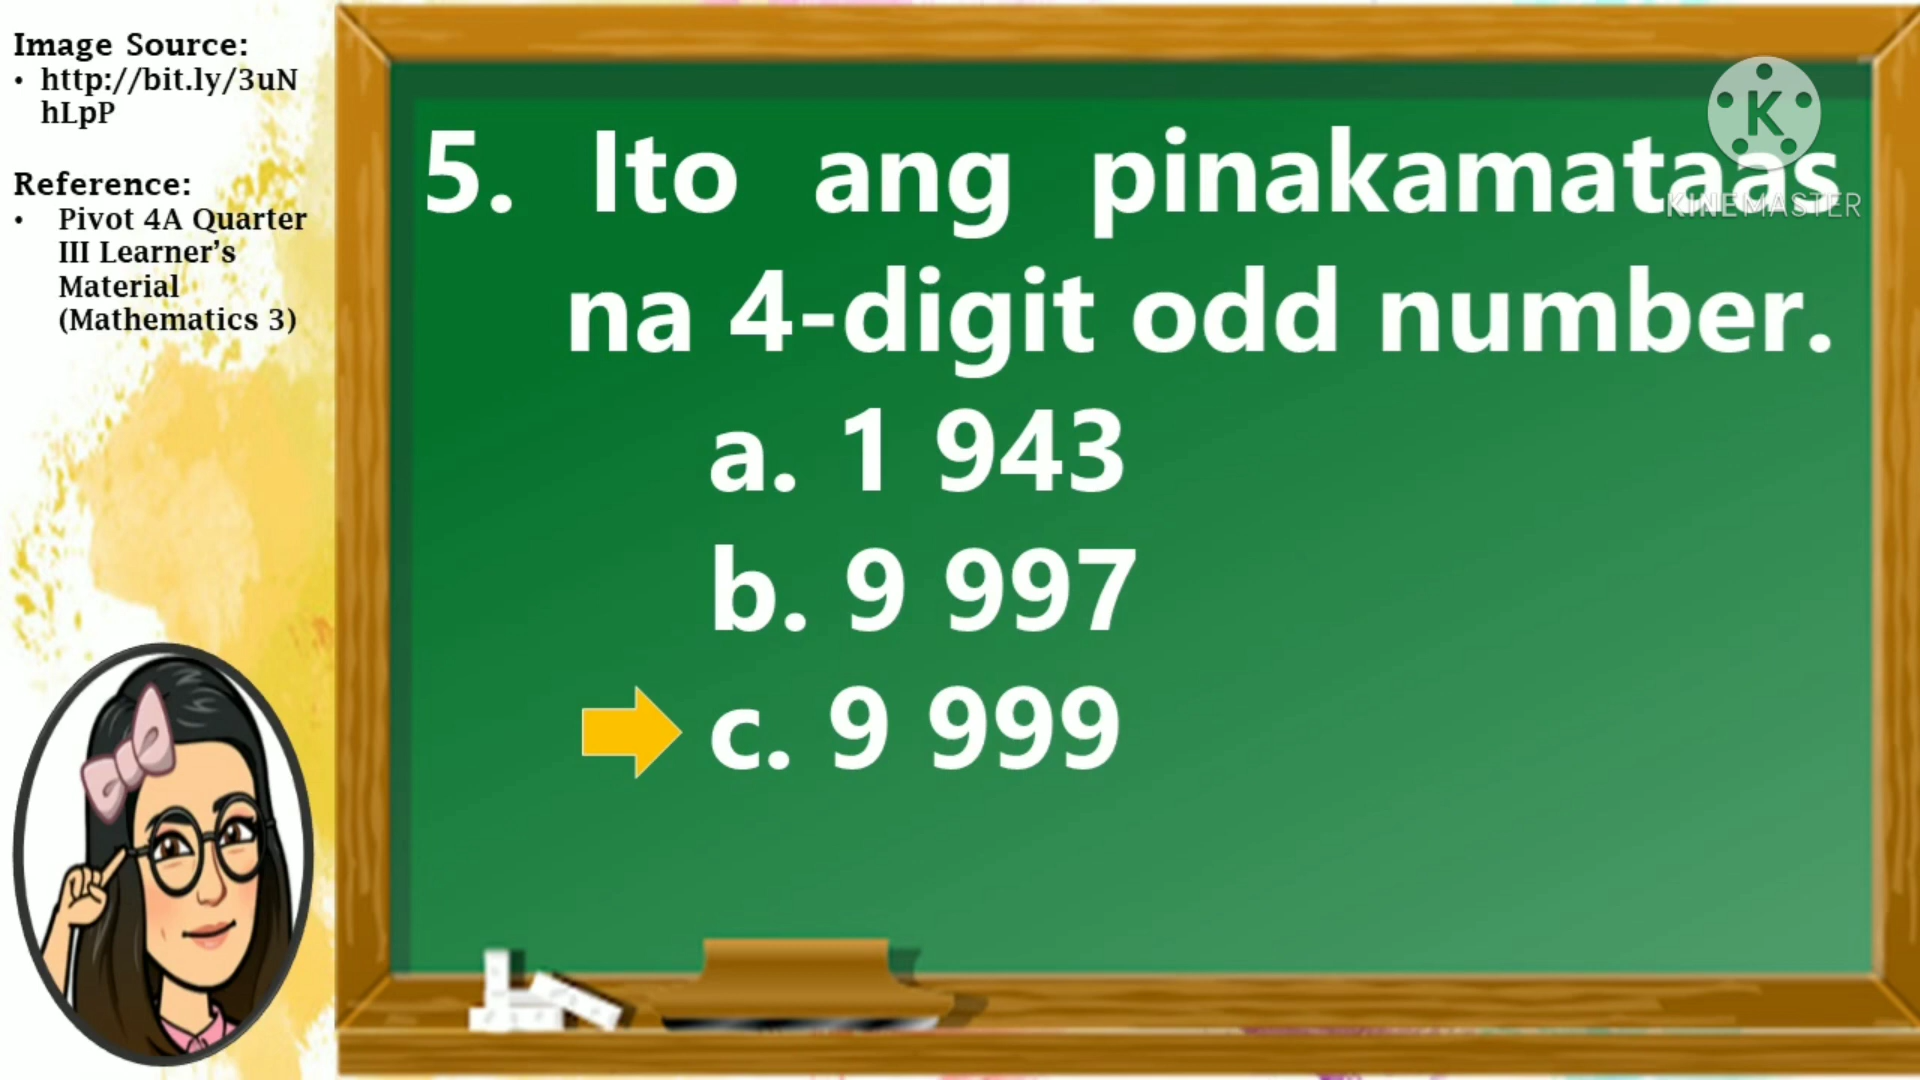 Image Source:
• http://bit.ly/3uN
hLpP
Reference:
• Pivot 4A Quarter
III Learner’s
Material
(Mathematics 3)
K
KINEMASTER
5. Ito ang pinakamataas
na 4-digit odd number.
a. 1 943
b. 9 997
c. 9 999